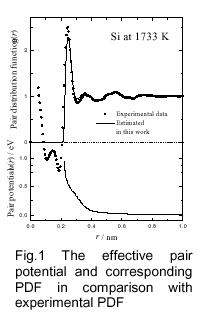 Si at 1733 K
Pair distribution function g(r)
2
1
0
Experimental data
Estimated
in this work
Pair potential φ(r) / eV
1.0
0.5
0.0
0.0 0.2 0.4 0.6 0.8 1.0
r / nm
Fig.1 The effective pair
potential and corresponding
PDF in comparison with
experimental PDF